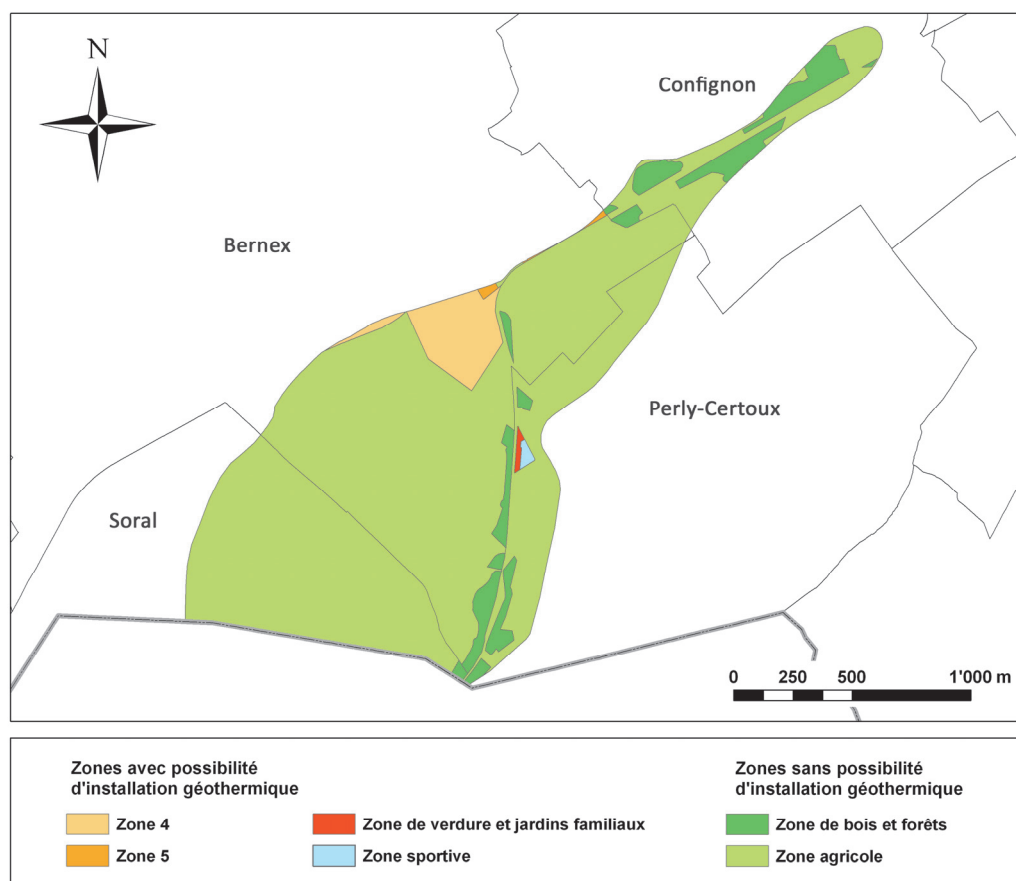 N
Confignon
Bernex
Perly-Certoux
Soral
0 250 500 1'000 m
Zones avec possibilité
d'installation géothermique
Zone 4
Zone 5
Zone de verdure et jardins familiaux
Zone sportive
Zones sans possibilité
d'installation géothermique
Zone de bois et forêts
Zone agricole